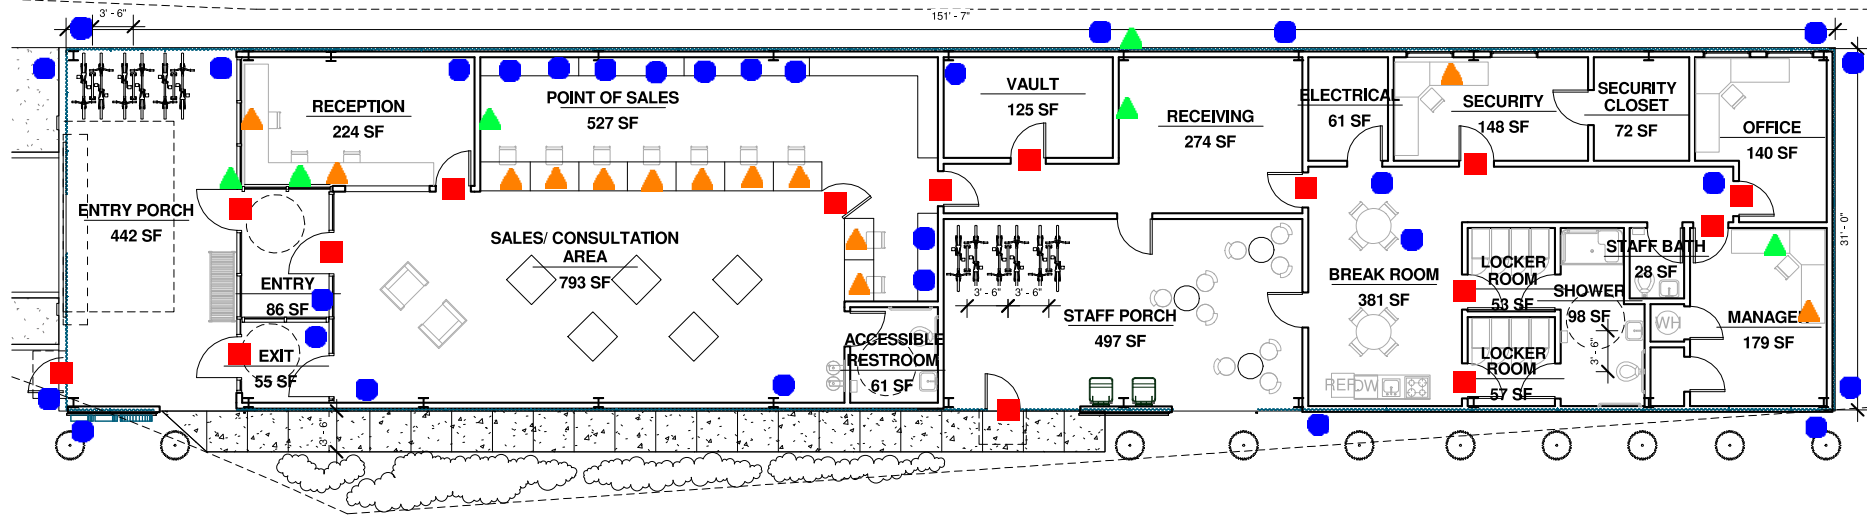 3' - 6"
151' - 7"
RECEPTION
224 SF
POINT OF SALES
527 SF
VAULT
125 SF
RECEIVING
274 SF
ELECTRICAL
61 SF
SECURITY
148 SF
SECURITY
CLOSET
72 SF
OFFICE
140 SF
ENTRY PORCH
442 SF
SALES/ CONSULTATION
AREA
793 SF
ENTRY
86 SF
EXIT
55 SF
ACCESSIBLE
RESTROOM
61 SF
3' - 6"
3' - 6"
STAFF PORCH
497 SF
BREAK ROOM
381 SF
REF
DW
LOCKER
ROOM
53 SF
LOCKER
ROOM
57 SF
SHOWER
98 SF
3' - 6"
STAFF BATH
28 SF
WH
MANAGE
179 SF
31' - 0"
3' - 6"